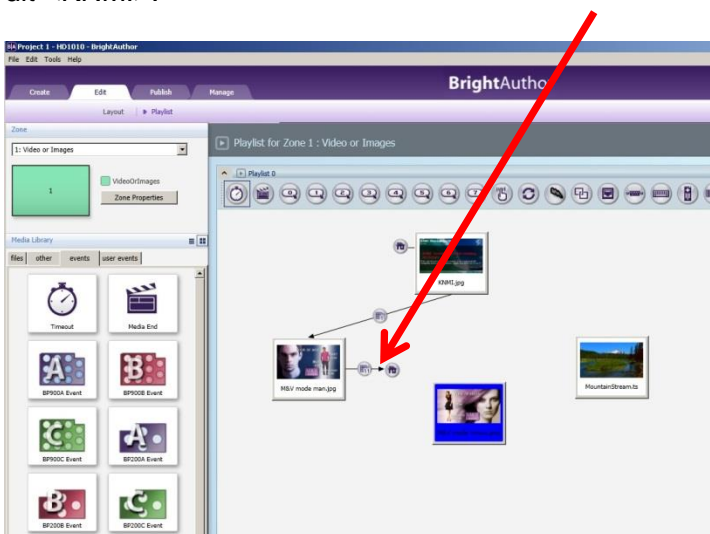 Project 1 - HD1010 - BrightAuthor
File Edit Tools Help
Create Edit Publish Manage
BrightAutho
Layout Playlist
Zone
1: Video or Images
Playlist for Zone 1 : Video or Images
1
VideoOrImages
Zone Properties
Playlist 0
Media Library
files other events user events
KNMI.jpg
Timeout Media End
M&V mode man.jpg
MountainStream.ts
BP900A Event BP900B Event
BP900C Event BP200A Event
BP200B Event BP200C Event